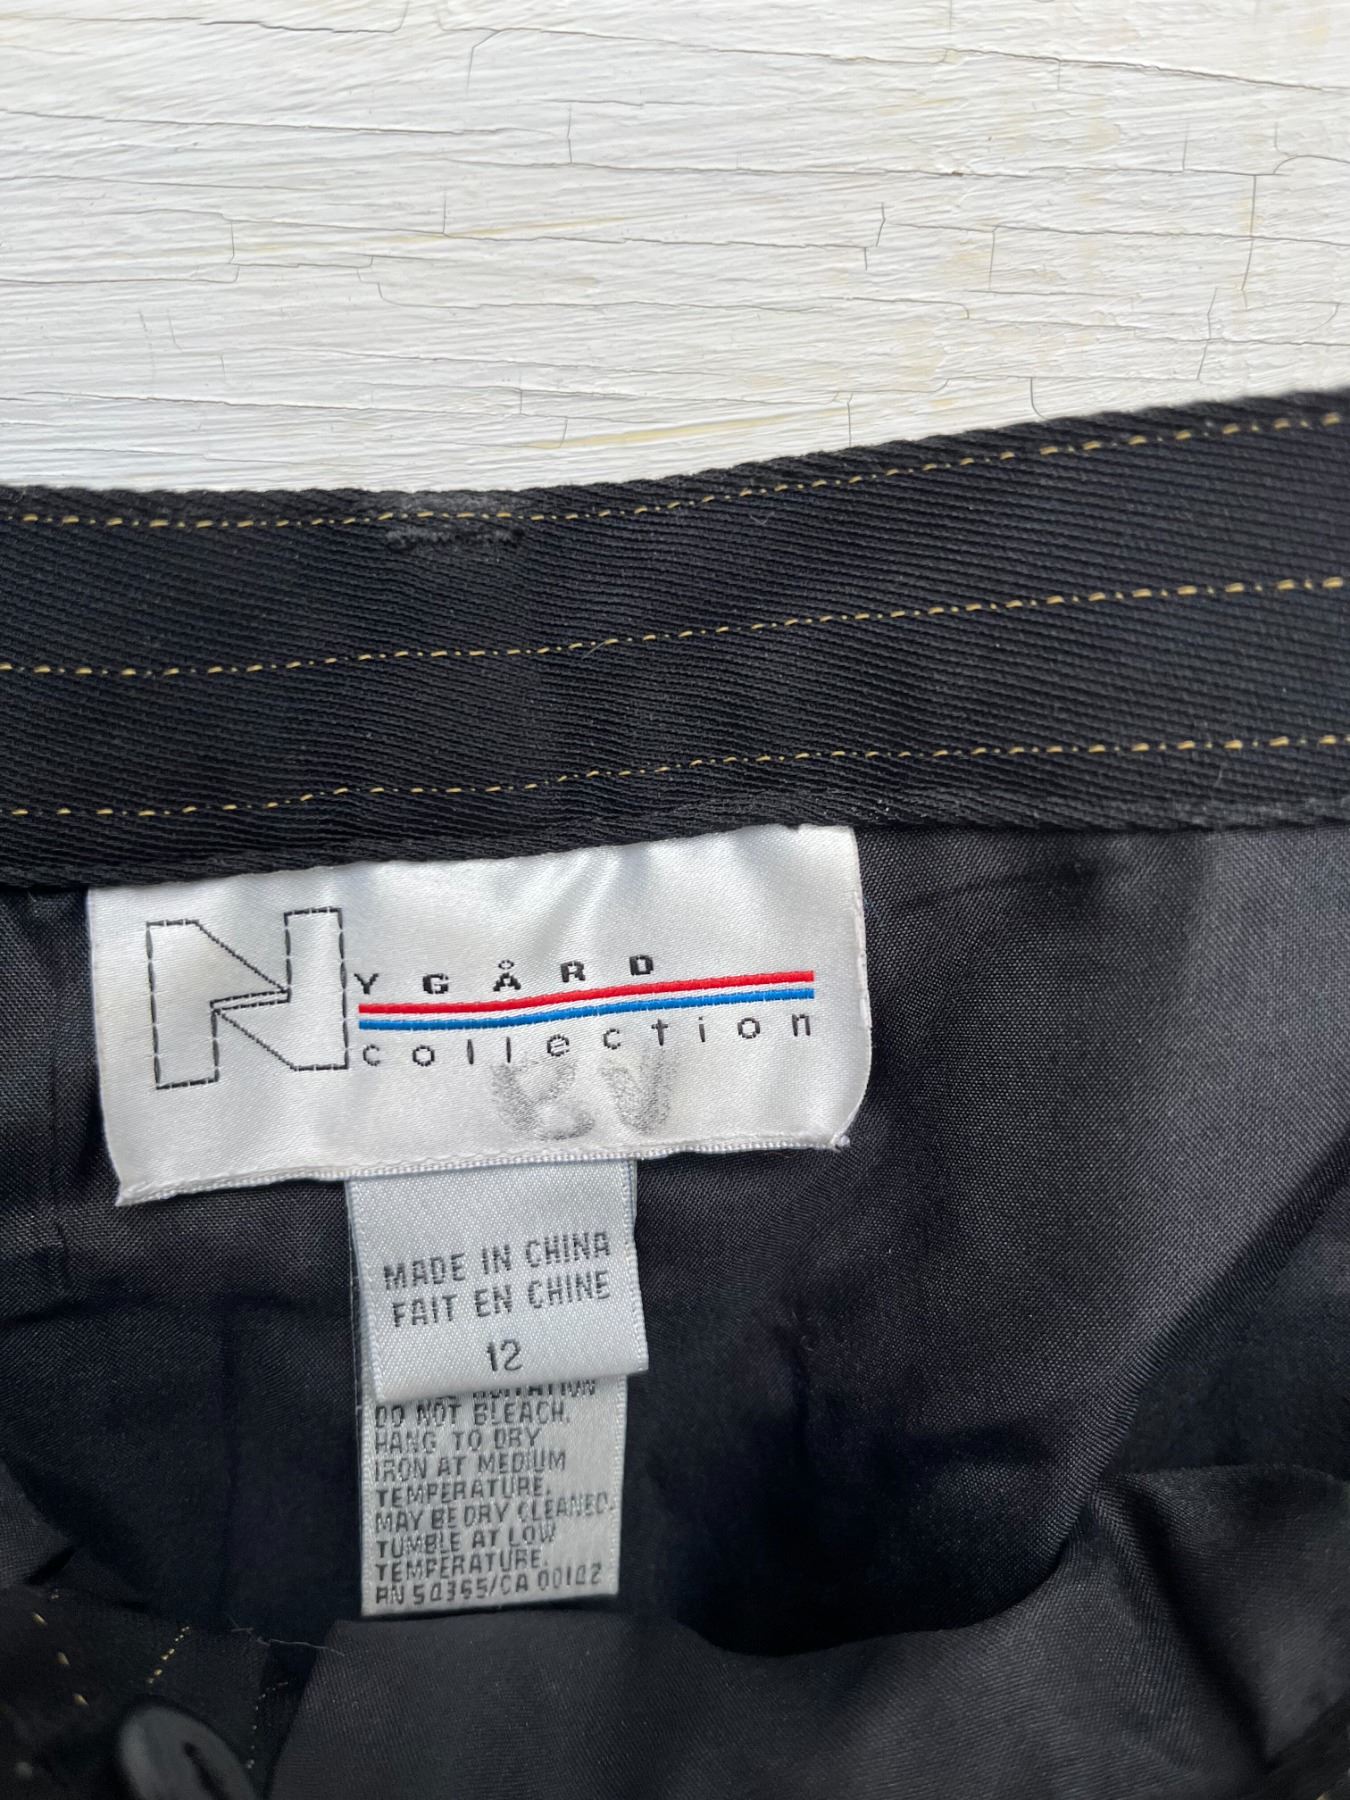 NYGÅRD
collection
MADE IN CHINA
FAIT EN CHINE
12
DO NOT BLEACH.
HANG TO DRY
IRON AT MEDIUM
TEMPERATURE.
MAY BE DRY CLEANED.
TUMBLE AT LOW
TEMPERATURE.
RN 50365/CA 00102